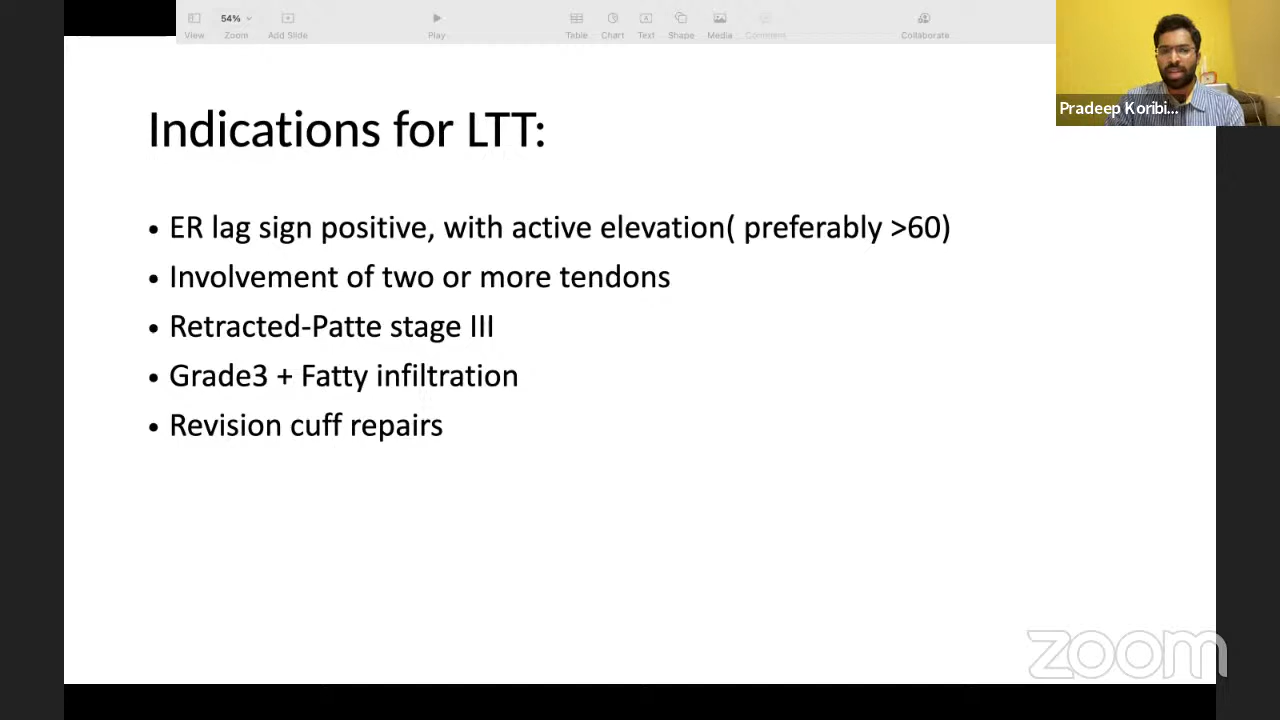 54%
View
Zoom
Add Slide
Play
Table
Chart
Text
Shape
Media
Comment
Collaborate
Pradeep Koribi...
Indications for LTT:
• ER lag sign positive, with active elevation( preferably >60)
• Involvement of two or more tendons
• Retracted-Patte stage III
• Grade3 + Fatty infiltration
• Revision cuff repairs
zoom